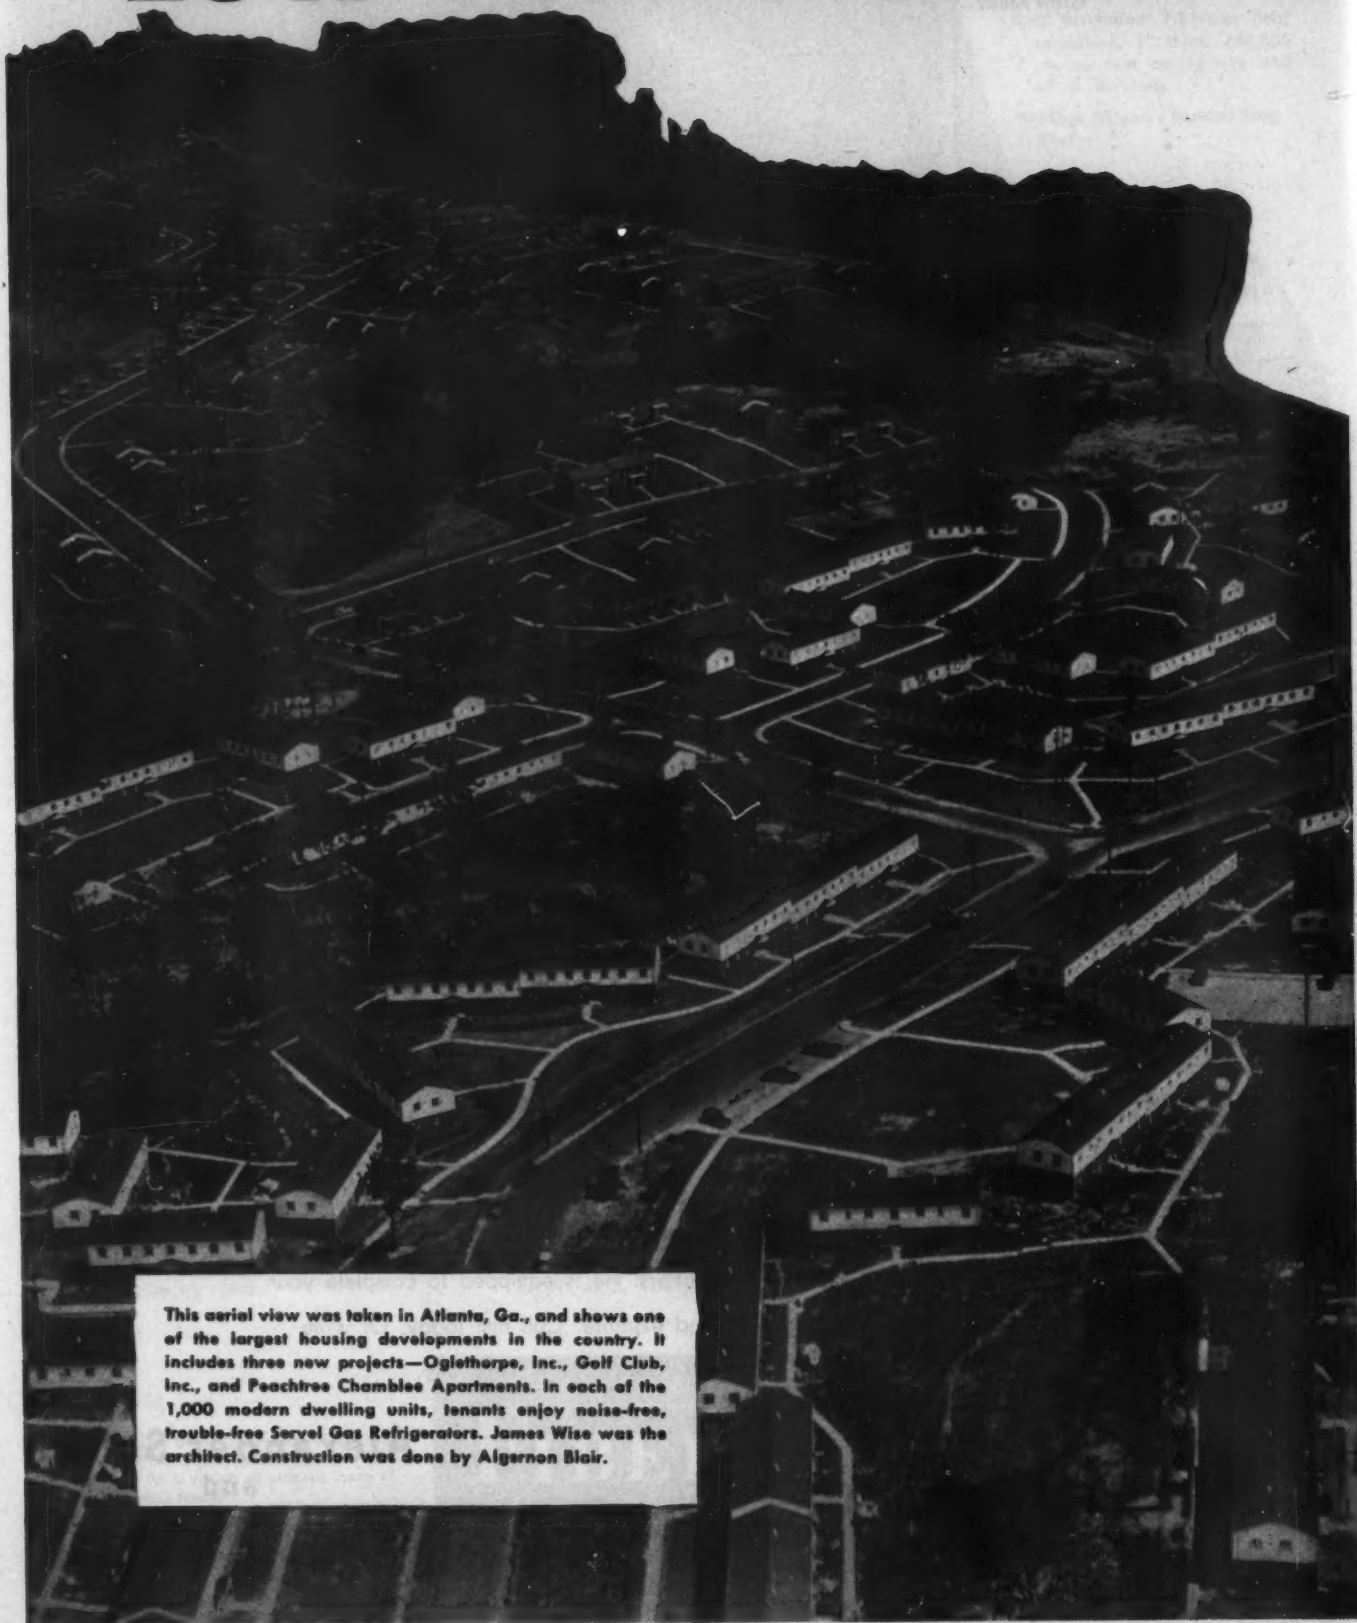 This aerial view was taken in Atlanta, Ga., and shows one
of the largest housing developments in the country. It
includes three new projects—Oglethorpe, Inc., Golf Club,
Inc., and Peachtree Chamblee Apartments. In each of the
1,000 modern dwelling units, tenants enjoy noise-free,
trouble-free Servel Gas Refrigerators. James Wise was the
architect. Construction was done by Algernon Blair.